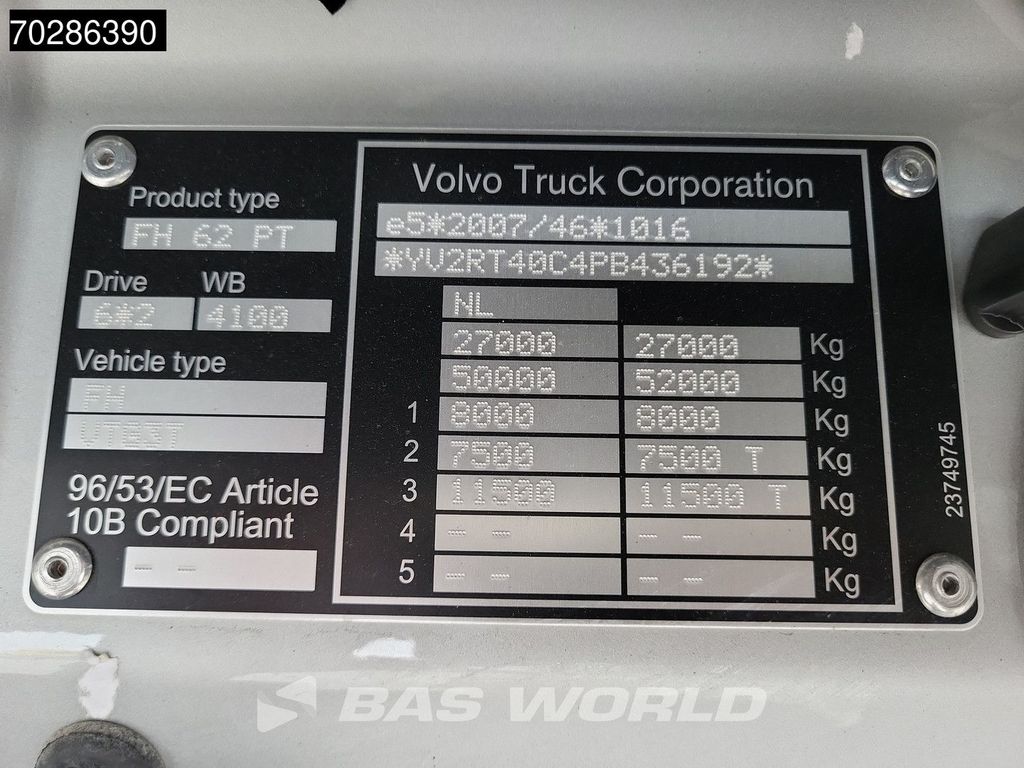 70286390
Volvo Truck Corporation
Product type
FH 62 PT
e5*2007/46*1016
*YV2RT40C4PB436192*
Drive WB
6*2 4100
NL
27000 27000 Kg
50000 52000 Kg
Vehicle type
FH
VTG3T
1 8000 8000 Kg
2 7500 7500 T Kg
3 11500 11500 T Kg
4 -- -- -- -- Kg
5 -- -- -- -- Kg
96/53/EC Article
10B Compliant
-- --
23749745
BAS WORLD